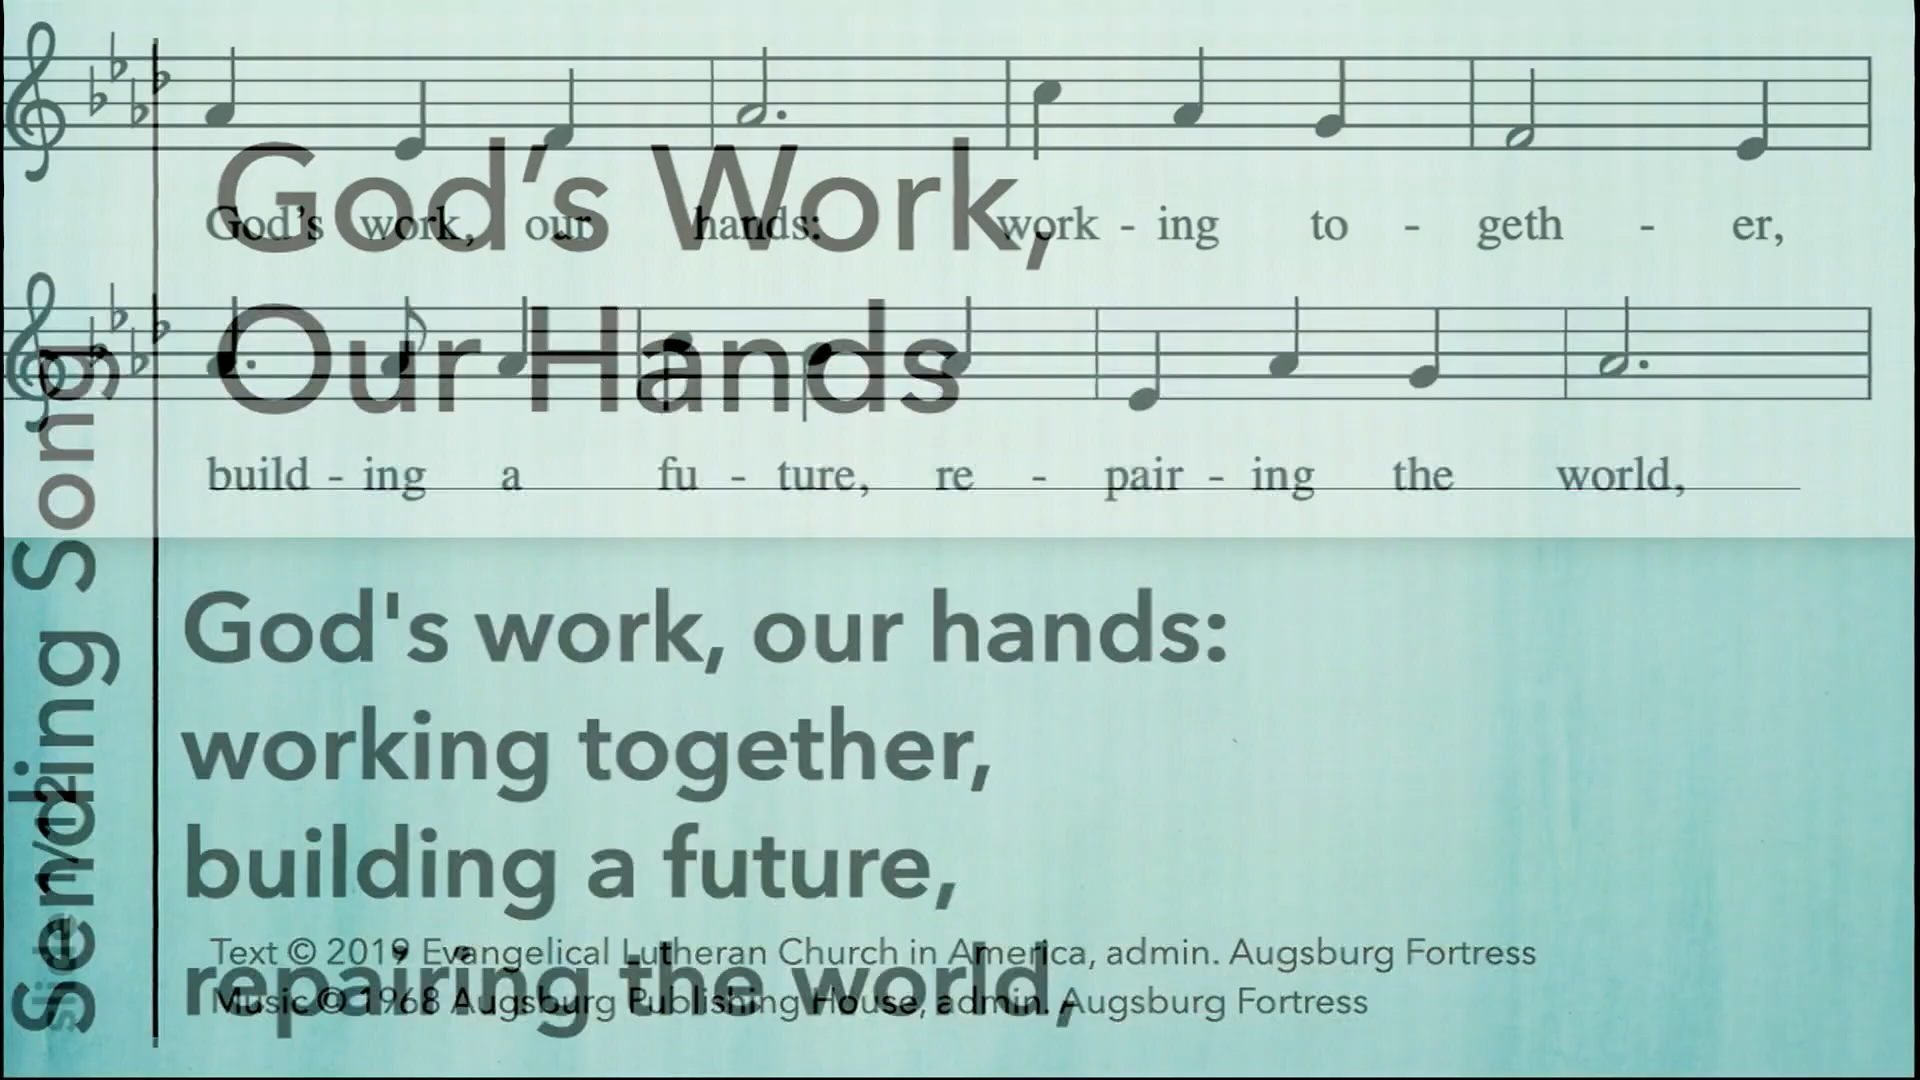 God's Work,
Our Hands
God's work, our hands: work - ing to - geth - er,
build - ing a fu - ture, re - pair - ing the world,
God's work, our hands:
working together,
building a future,
repairing the world,
Text © 2019 Evangelical Lutheran Church in America, admin. Augsburg Fortress
Music © 1968 Augsburg Publishing House, admin. Augsburg Fortress
Sending Song